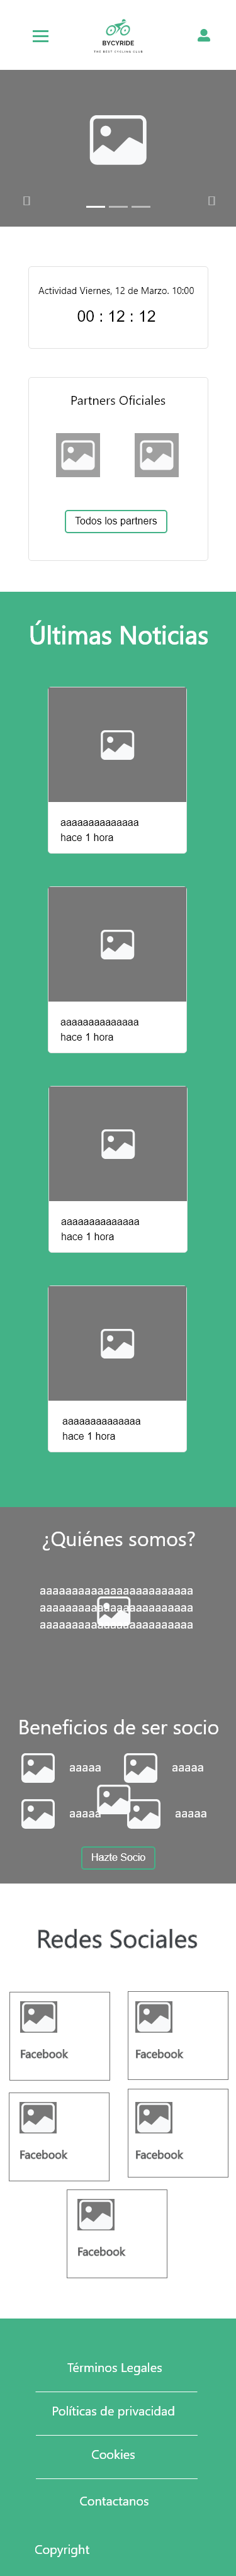 BYCYRIDE
THE BEST CYCLING CLUB
Actividad Viernes, 12 de Marzo. 10:00
00 : 12 : 12
Partners Oficiales
Todos los partners
Últimas Noticias
aaaaaaaaaaaaaa
hace 1 hora
aaaaaaaaaaaaaa
hace 1 hora
aaaaaaaaaaaaaa
hace 1 hora
aaaaaaaaaaaaaa
hace 1 hora
¿Quiénes somos?
aaaaaaaaaaaaaaaaaaaaaaaa
aaaaaaaaaaaaaaaaaaaaaaaa
aaaaaaaaaaaaaaaaaaaaaaaa
Beneficios de ser socio
aaaaa
aaaaa
aaaaa
aaaaa
Hazte Socio
Redes Sociales
Facebook
Facebook
Facebook
Facebook
Facebook
Términos Legales
Políticas de privacidad
Cookies
Contactanos
Copyright